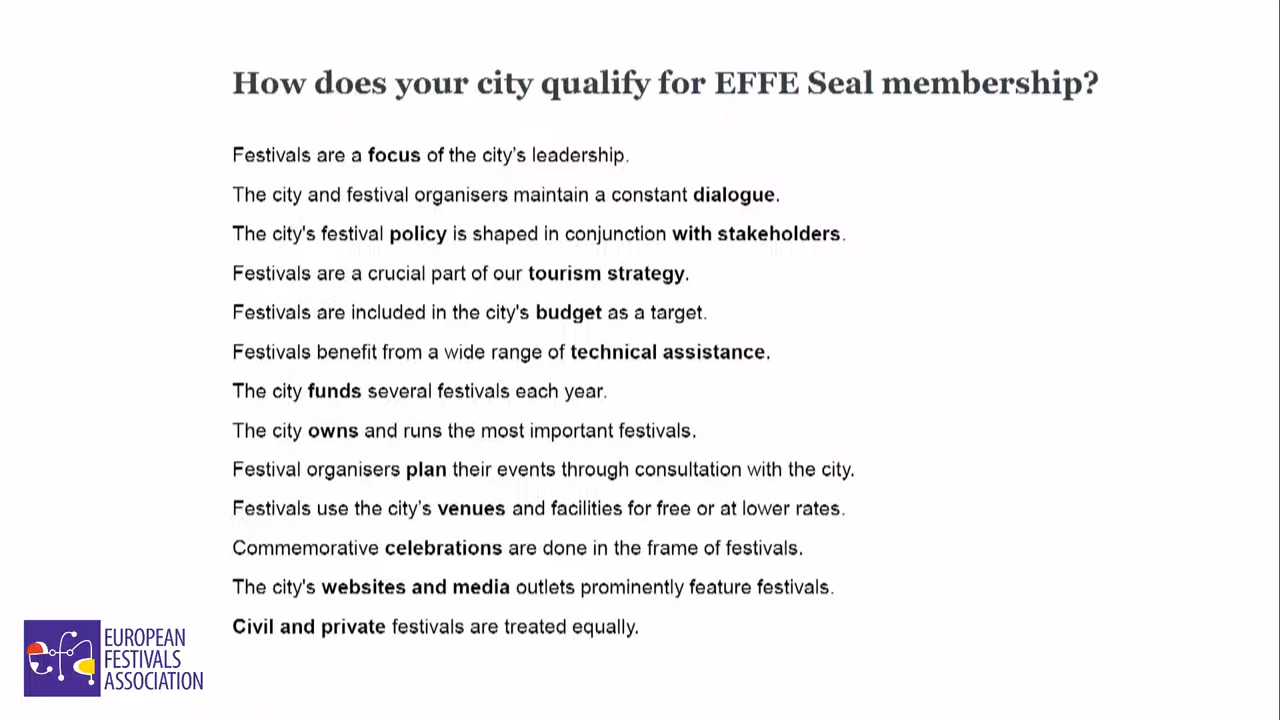 How does your city qualify for EFFE Seal membership?
Festivals are a focus of the city's leadership.
The city and festival organisers maintain a constant dialogue.
The city's festival policy is shaped in conjunction with stakeholders.
Festivals are a crucial part of our tourism strategy.
Festivals are included in the city's budget as a target.
Festivals benefit from a wide range of technical assistance.
The city funds several festivals each year.
The city owns and runs the most important festivals.
Festival organisers plan their events through consultation with the city.
Festivals use the city's venues and facilities for free or at lower rates.
Commemorative celebrations are done in the frame of festivals.
The city's websites and media outlets prominently feature festivals.
Civil and private festivals are treated equally.
EUROPEAN
FESTIVALS
ASSOCIATION